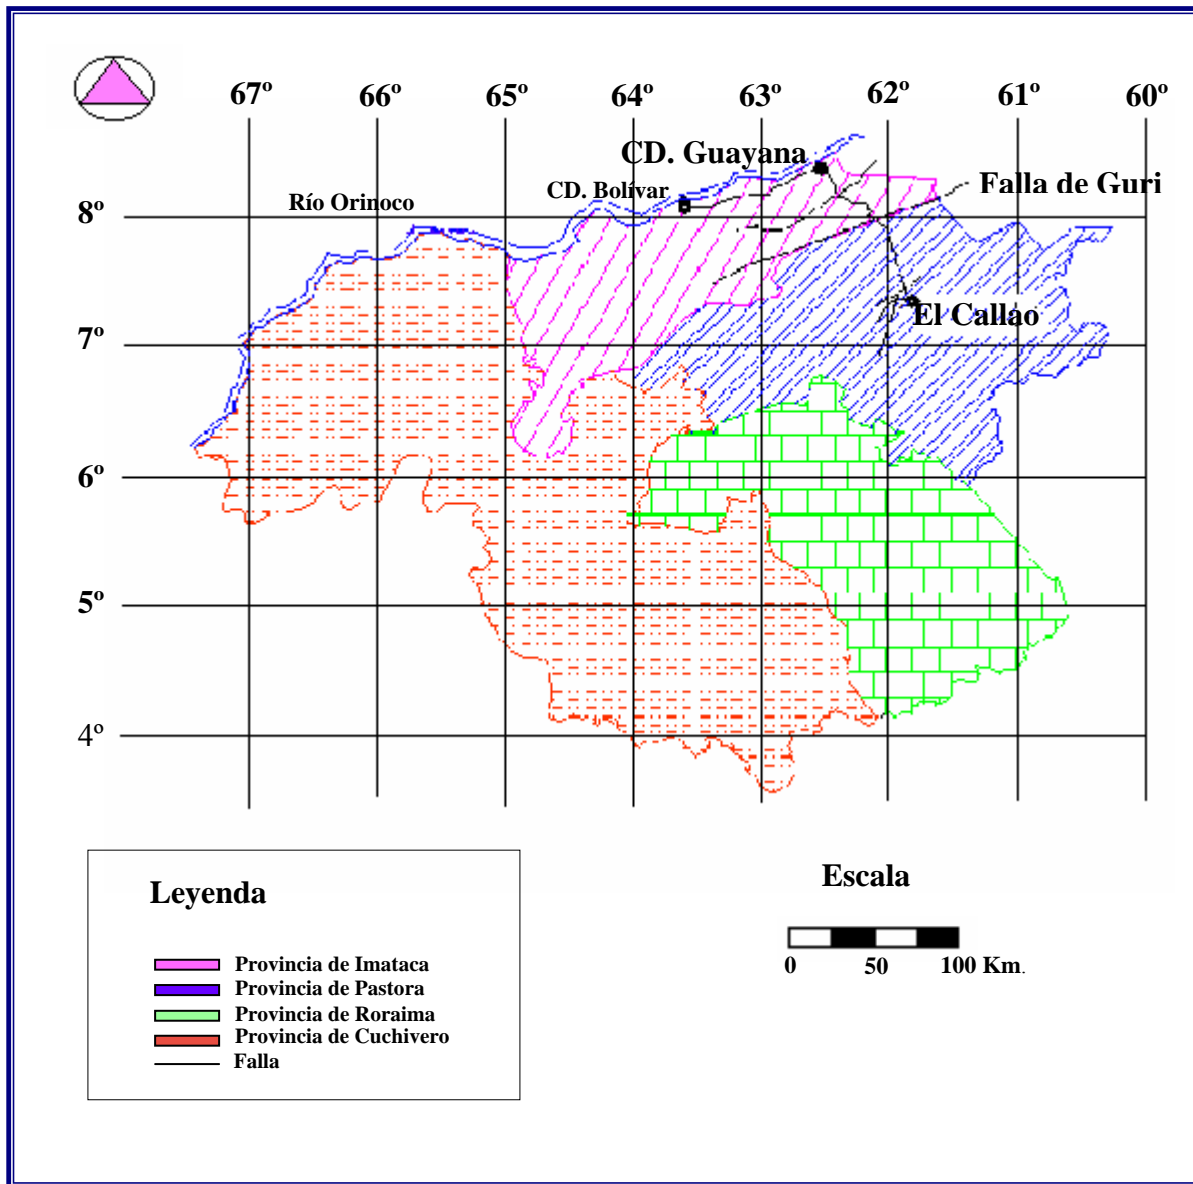 67º 66º 65º 64º 63º 62º 61º 60º
CD. Guayana
Falla de Guri
CD. Bolívar
Río Orinoco
8º
El Callao
7º
6º
5º
4º
Leyenda
Provincia de Imataca
Provincia de Pastora
Provincia de Roraima
Provincia de Cuchivero
Falla
Escala
0 50 100 Km.